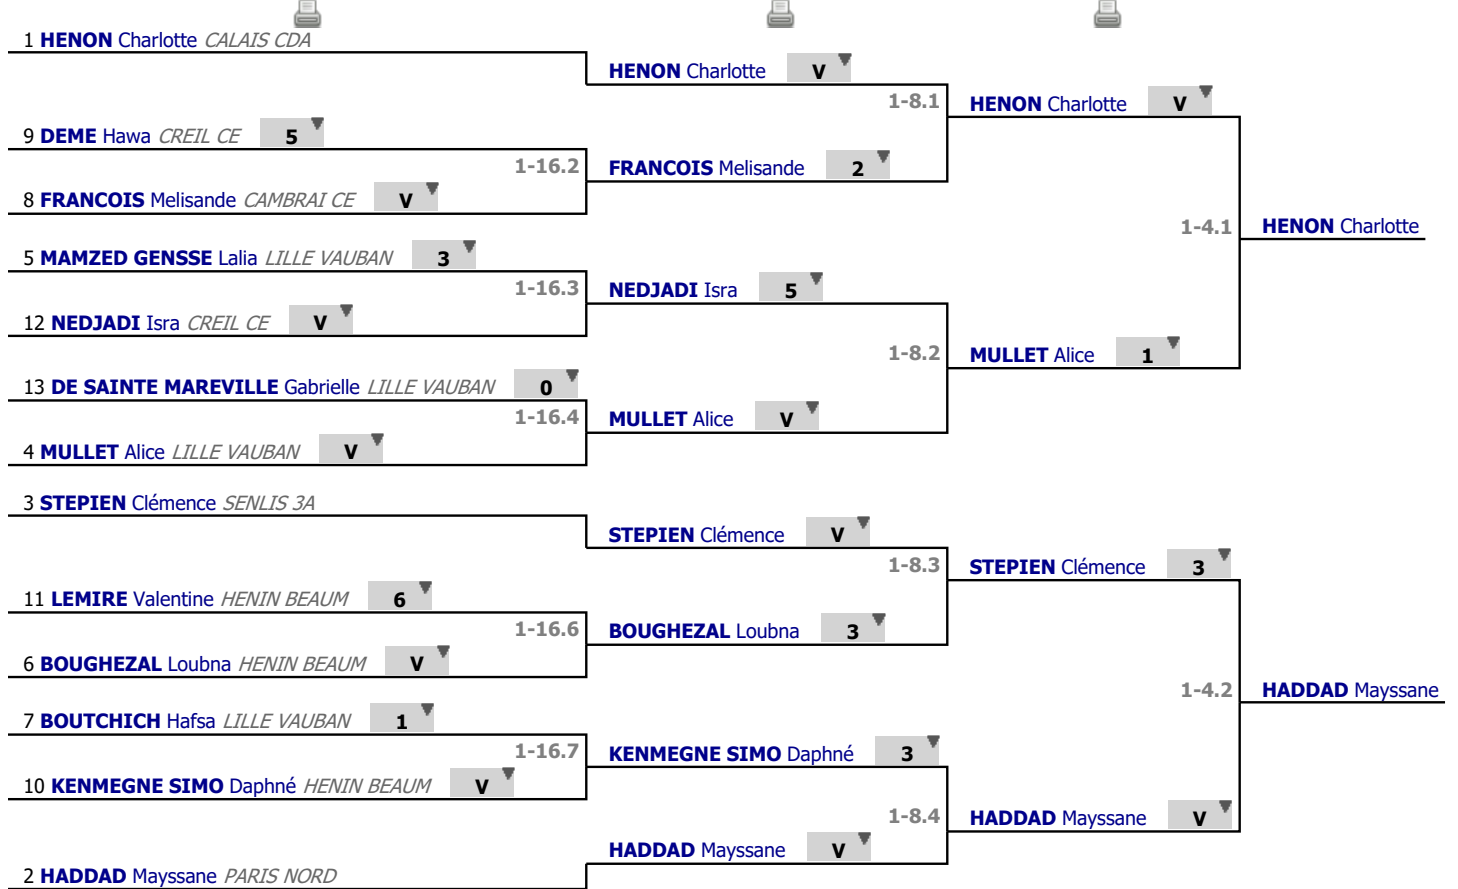 1 HENON Charlotte CALAIS CDA
HENON Charlotte V
1-8.1
HENON Charlotte V
9 DEME Hawa CREIL CE 5
1-16.2
FRANCOIS Melisande 2
8 FRANCOIS Melisande CAMBRAI CE V
1-4.1
HENON Charlotte
5 MAMZED GENSSE Lalia LILLE VAUBAN 3
1-16.3
NEDJADI Isra 5
12 NEDJADI Isra CREIL CE V
1-8.2
MULLET Alice 1
13 DE SAINTE MAREVILLE Gabrielle LILLE VAUBAN 0
1-16.4
MULLET Alice V
4 MULLET Alice LILLE VAUBAN V
3 STEPIEN Clémence SENLIS 3A
STEPIEN Clémence V
1-8.3
STEPIEN Clémence 3
11 LEMIRE Valentine HENIN BEAUM 6
1-16.6
BOUGHEZAL Loubna 3
6 BOUGHEZAL Loubna HENIN BEAUM V
1-4.2
HADDAD Mayssane
7 BOUTCHICH Hafsa LILLE VAUBAN 1
1-16.7
KENMEGNE SIMO Daphné 3
10 KENMEGNE SIMO Daphné HENIN BEAUM V
1-8.4
HADDAD Mayssane V
HADDAD Mayssane V
2 HADDAD Mayssane PARIS NORD